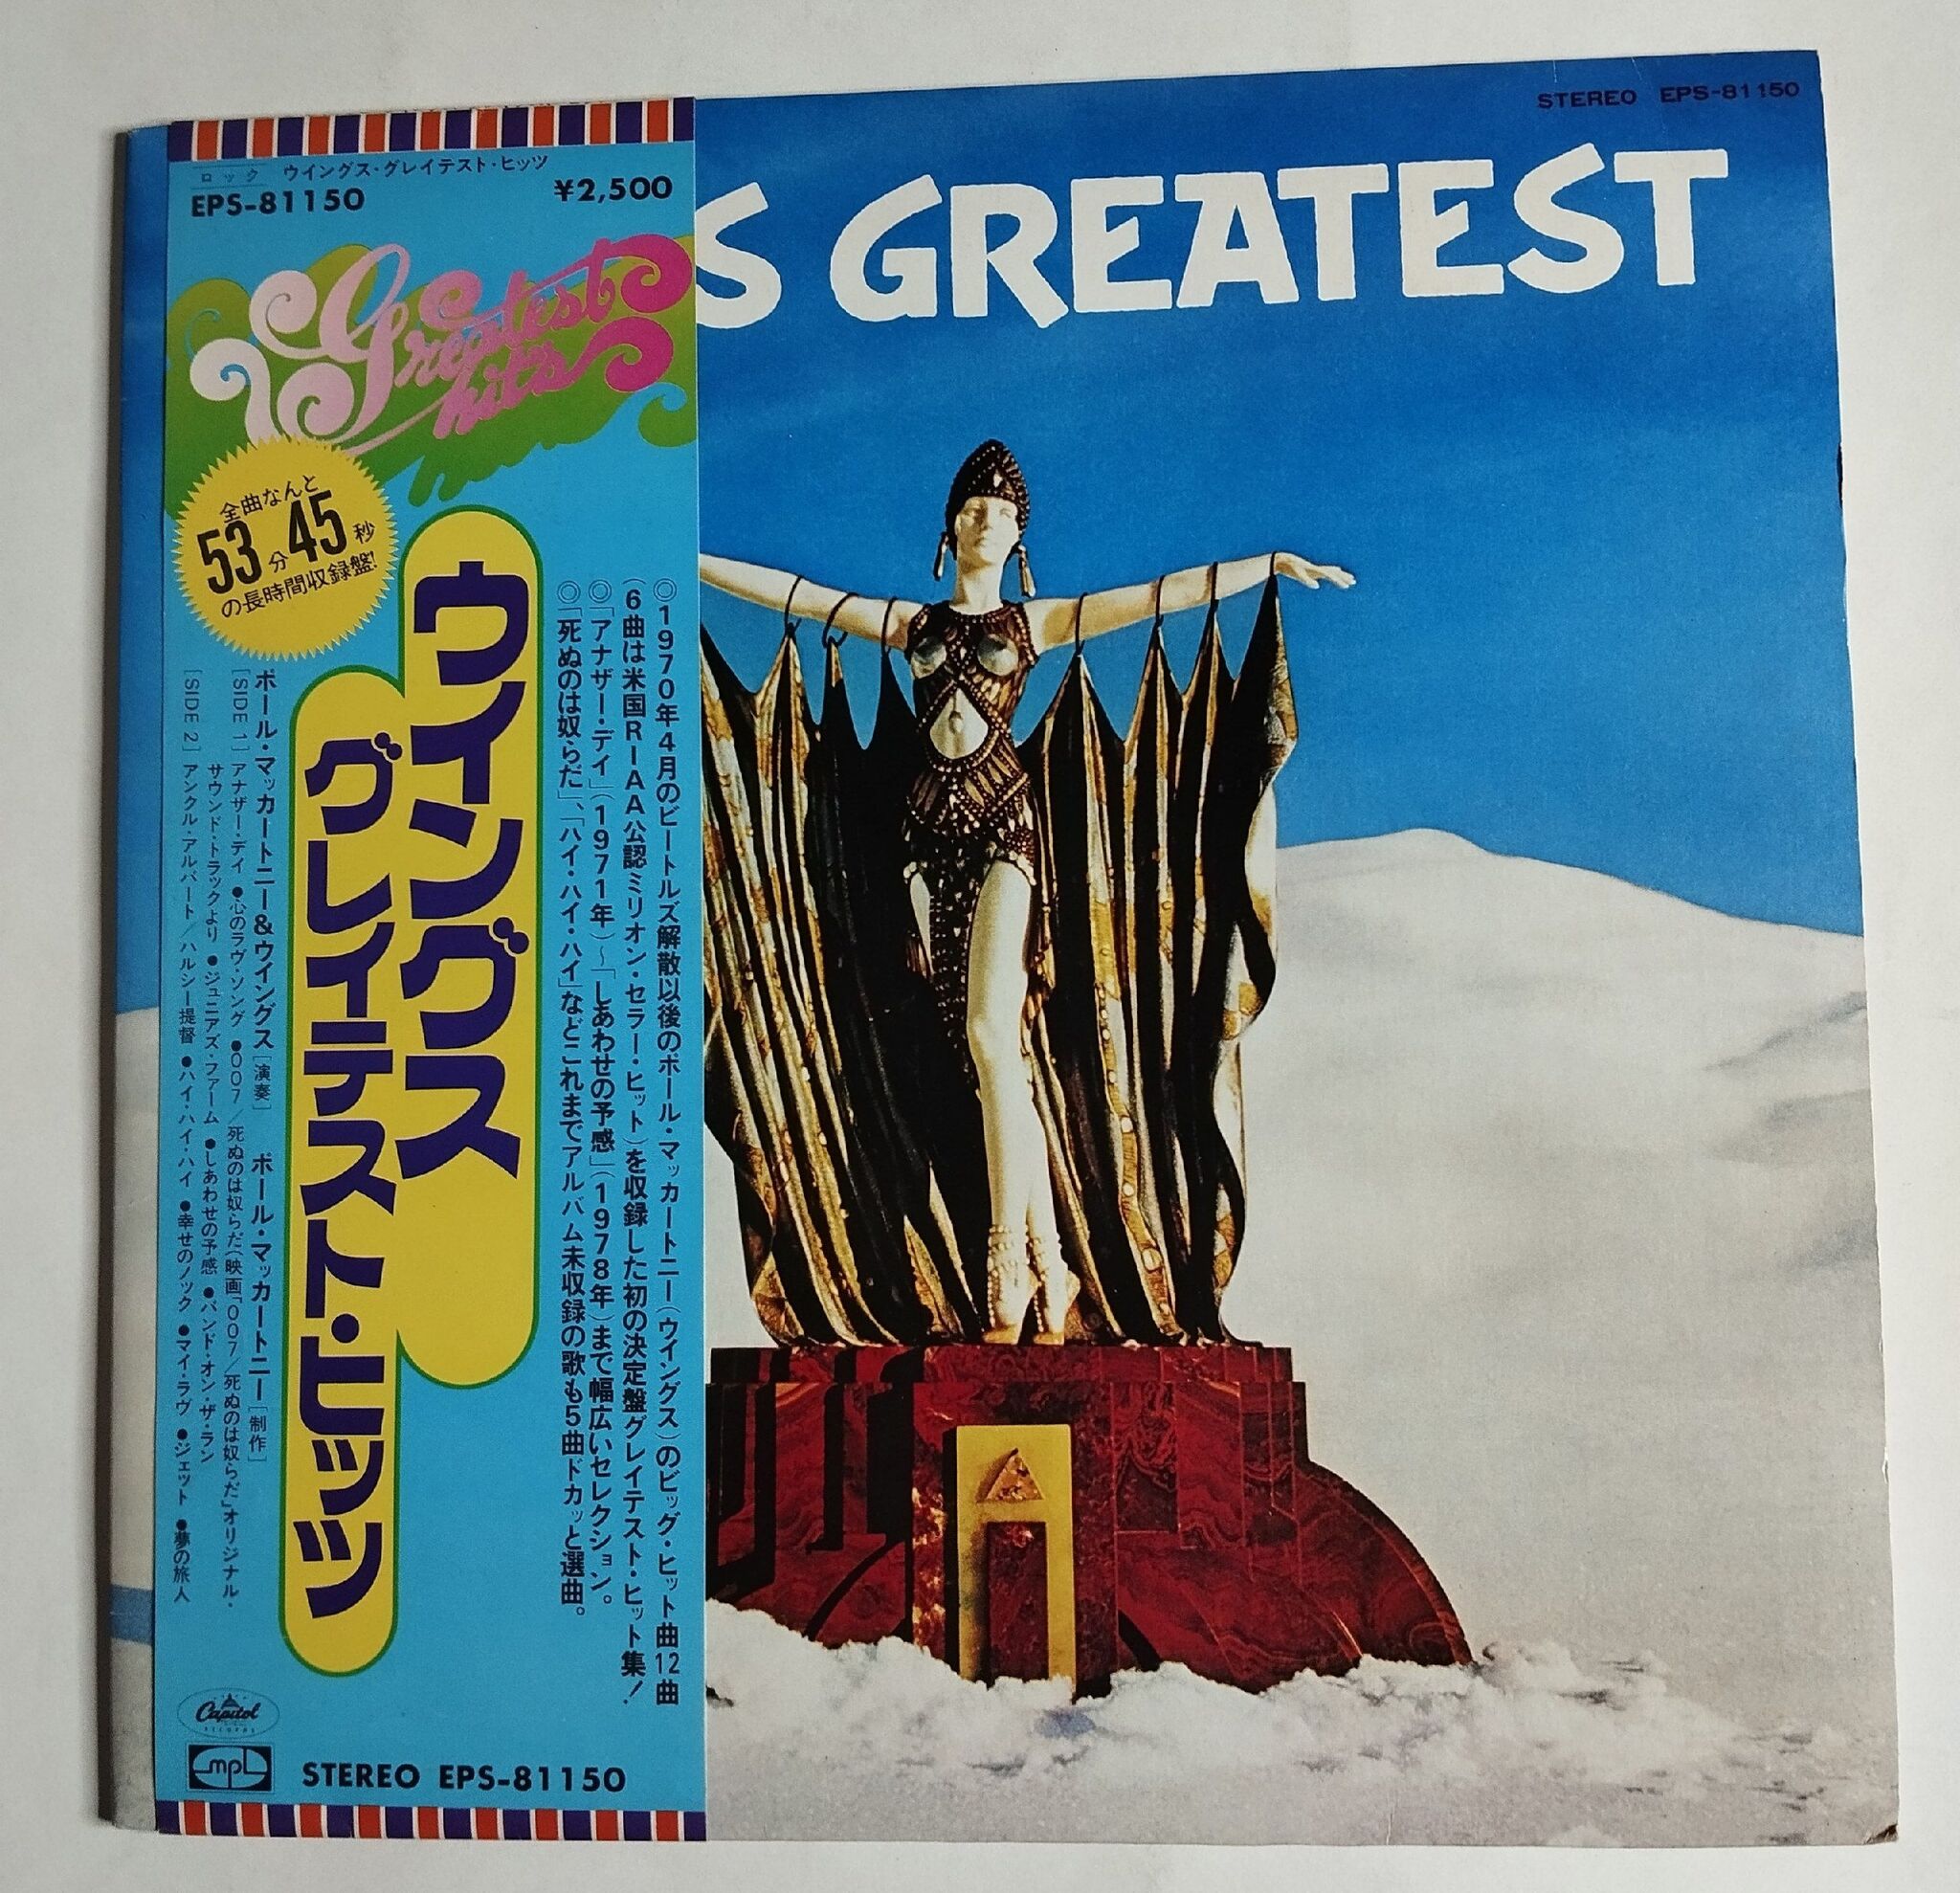 STEREO EPS-81150
S GREATEST
ロック ウイングス・グレイテスト・ヒッツ
EPS-81150 ¥2,500
Greatest
hits
全曲なんと
53分45秒
の長時間収録盤!
ウイングス
グレイテスト・ヒッツ
◎1970年4月のビートルズ解散以後のポール・マッカートニー(ウイングス)のビッグ・ヒット曲12曲
(6曲は米国RIAA公認ミリオン・セラー・ヒット)を収録した初の決定盤グレイテスト・ヒット集!
◎「アナザー・デイ」(1971年)~「しあわせの予感」(1978年)まで幅広いセレクション。
◎「死ぬのは奴らだ」、「ハイ・ハイ・ハイ」などこれまでアルバム未収録の歌も5曲ドカッと選曲。
ポール・マッカートニー&ウイングス[演奏] ポール・マッカートニー[制作]
[SIDE 1] アナザー・デイ ●心のラヴ・ソング ●007/死ぬのは奴らだ(映画「007/死ぬのは奴らだ」オリジナル・
サウンド・トラックより ●ジュニアズ・ファーム ●しあわせの予感 ●バンド・オン・ザ・ラン
[SIDE 2] アンクル・アルバート/ハルシー提督 ●ハイ・ハイ・ハイ ●幸せのノック ●マイ・ラヴ ●ジェット ●夢の旅人
Capitol
RECORDS
mpl
STEREO EPS-81150